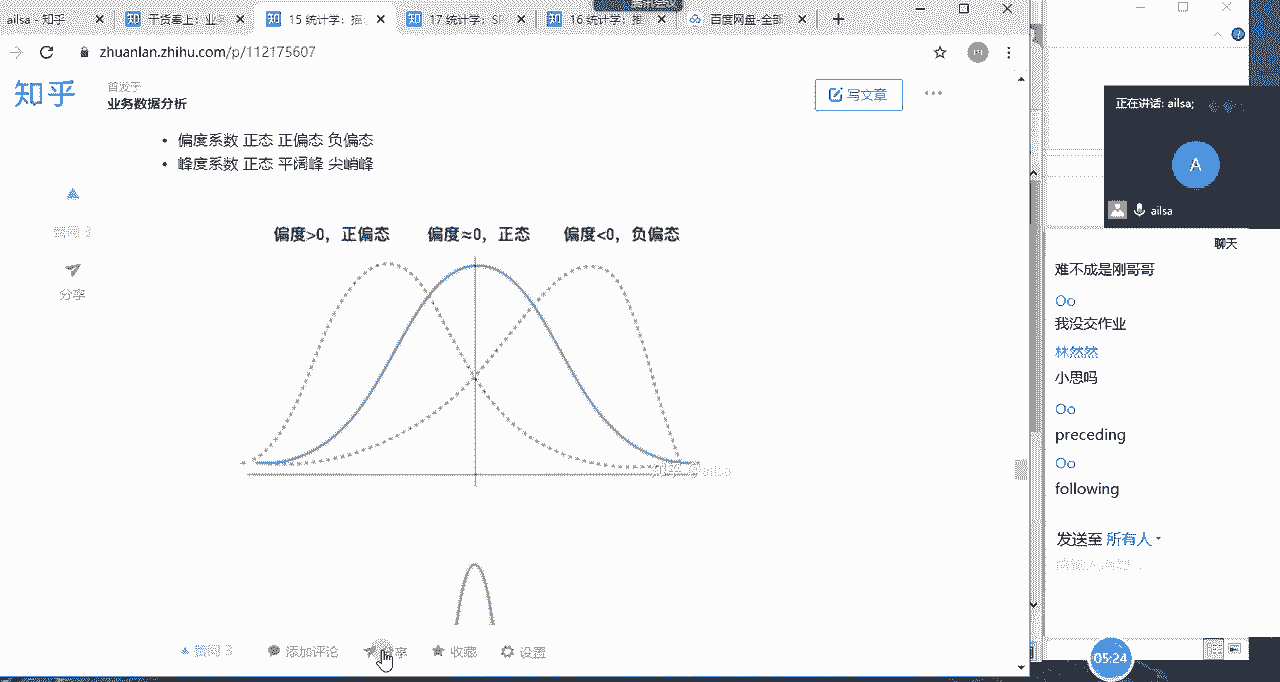 ailsa - 知乎
干货奉上：业务
15 统计学：描
17 统计学：SP
16 统计学：推
百度网盘-全部
zhuanlan.zhihu.com/p/112175607
知乎
首发于
业务数据分析
写文章
偏度系数 正态 正偏态 负偏态
峰度系数 正态 平阔峰 尖峭峰
赞同 3
分享
偏度>0，正偏态
偏度≈0，正态
偏度<0，负偏态
知乎 @ailsa
赞同 3
添加评论
分享
收藏
设置
正在讲话: ailsa;
A
ailsa
聊天
难不成是刚哥哥
Oo
我没交作业
林然然
小思吗
Oo
preceding
Oo
following
发送至 所有人
05:24